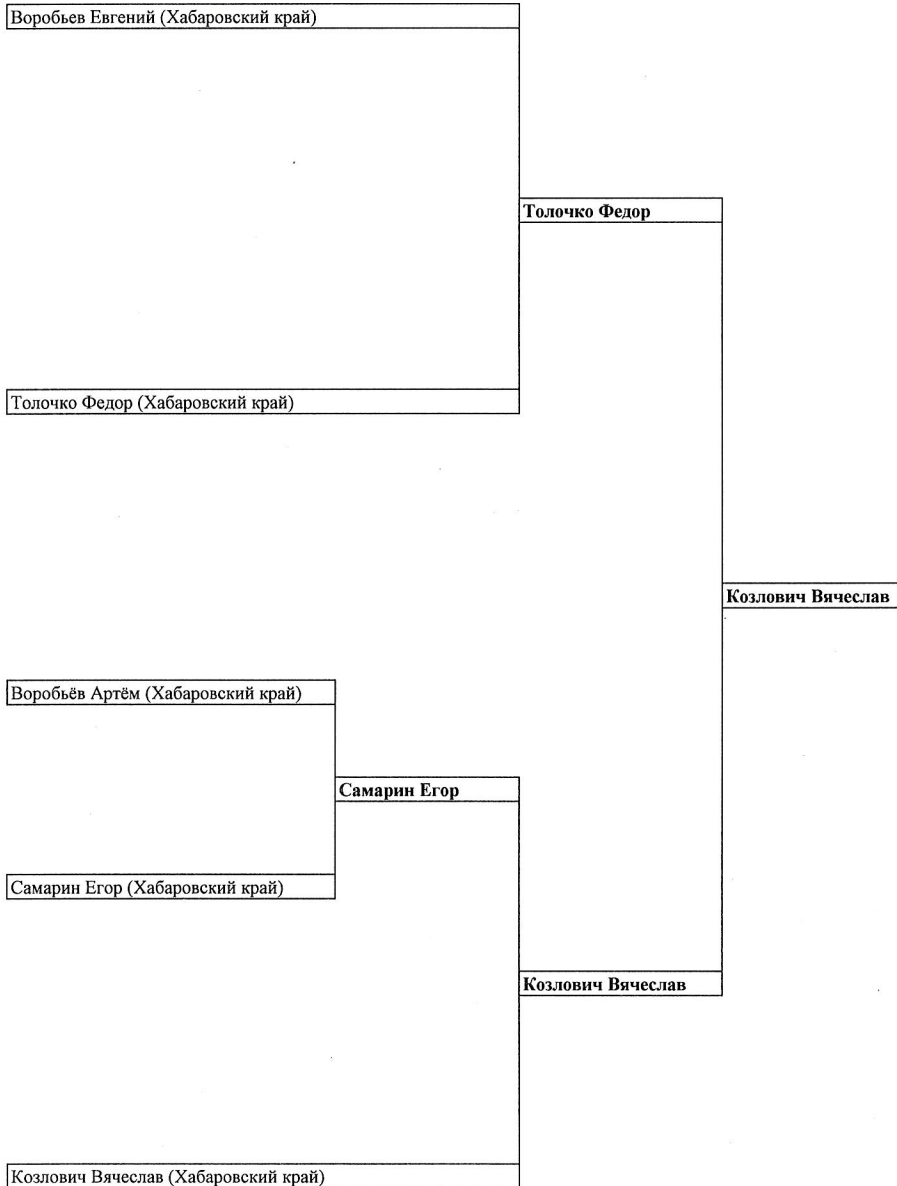 Воробьев Евгений (Хабаровский край)
Толочко Федор
Толочко Федор (Хабаровский край)
Козлович Вячеслав
Воробьёв Артём (Хабаровский край)
Самарин Егор
Самарин Егор (Хабаровский край)
Козлович Вячеслав
Козлович Вячеслав (Хабаровский край)